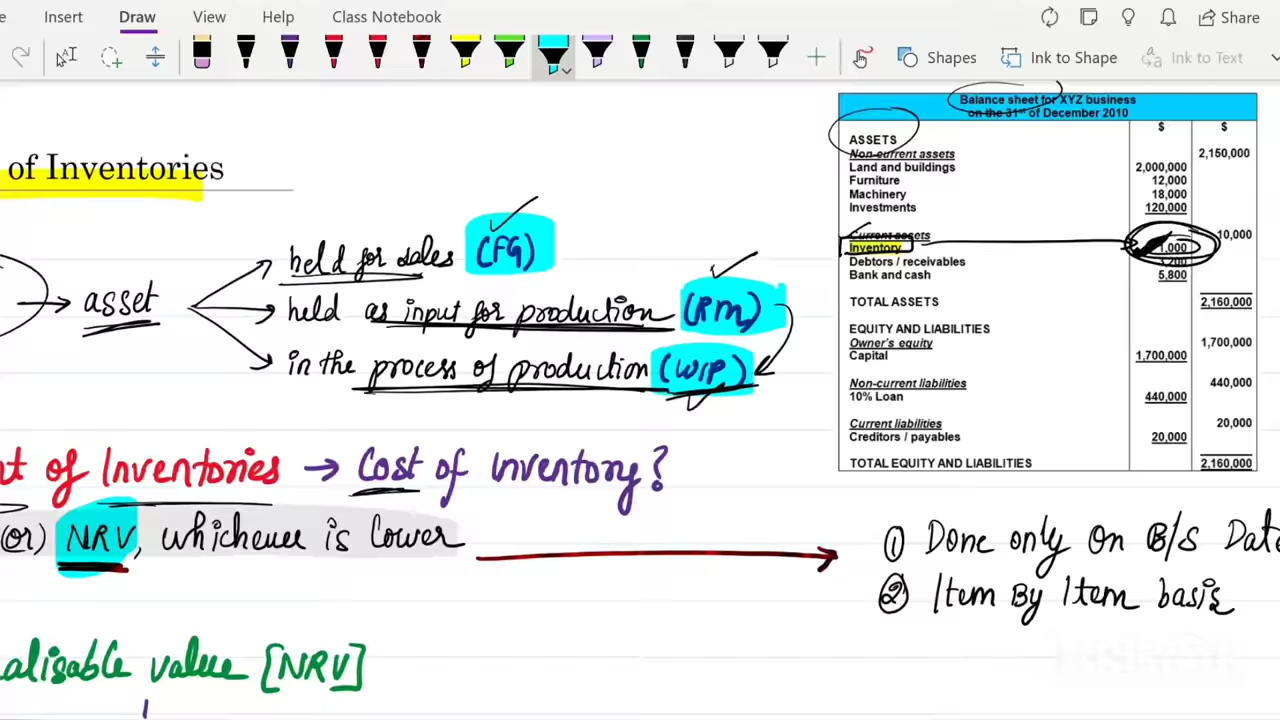 Insert Draw View Help Class Notebook Share
Shapes Ink to Shape Ink to Text
of Inventories
asset
held for sales (FG)
held as input for production (RM)
in the process of production (WIP)
nt of Inventories → Cost of inventory?
(or) NRV, whichever is lower
① Done only on B/S Date
② Item By Item basis
alisable value [NRV]
Balance sheet for XYZ business
on the 31st of December 2010
$ $
ASSETS
Non-current assets 2,150,000
Land and buildings 2,000,000
Furniture 12,000
Machinery 18,000
Investments 120,000
Current assets 10,000
Inventory 1,000
Debtors / receivables 3,200
Bank and cash 5,800
TOTAL ASSETS 2,160,000
EQUITY AND LIABILITIES
Owner's equity 1,700,000
Capital 1,700,000
Non-current liabilities 440,000
10% Loan 440,000
Current liabilities 20,000
Creditors / payables 20,000
TOTAL EQUITY AND LIABILITIES 2,160,000